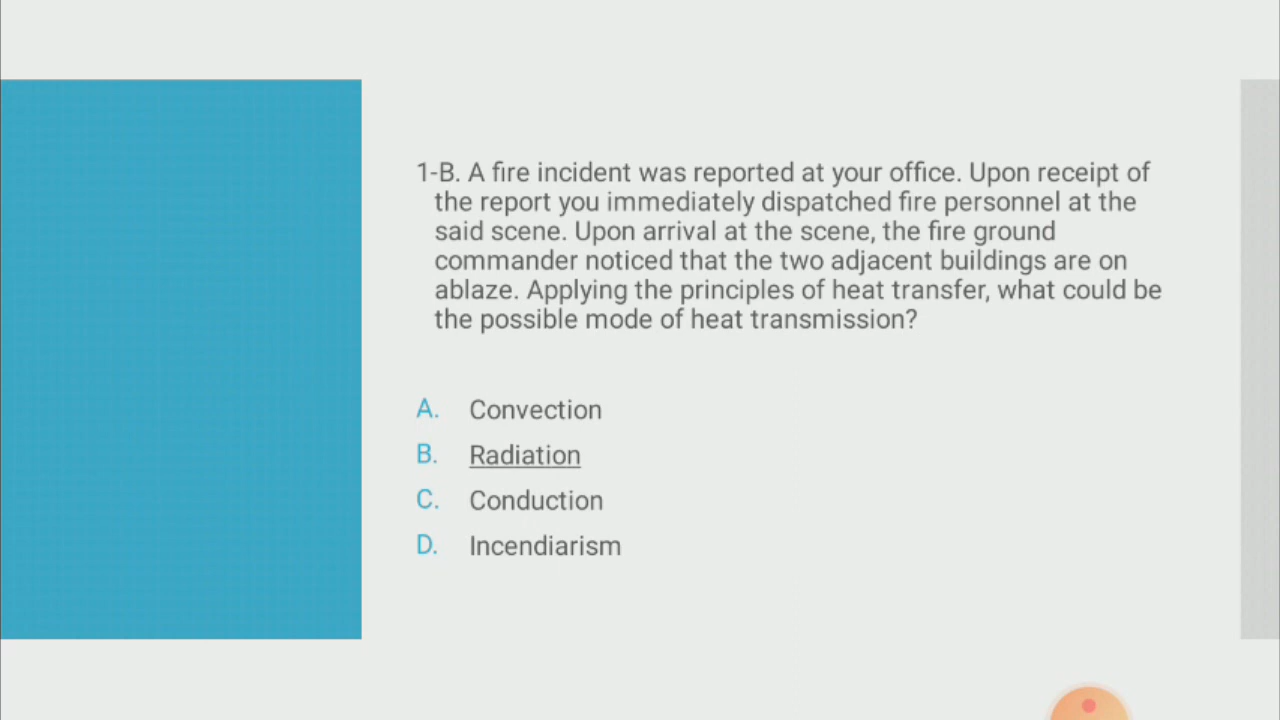 1-B. A fire incident was reported at your office. Upon receipt of
the report you immediately dispatched fire personnel at the
said scene. Upon arrival at the scene, the fire ground
commander noticed that the two adjacent buildings are on
ablaze. Applying the principles of heat transfer, what could be
the possible mode of heat transmission?
A. Convection
B. Radiation
C. Conduction
D. Incendiarism